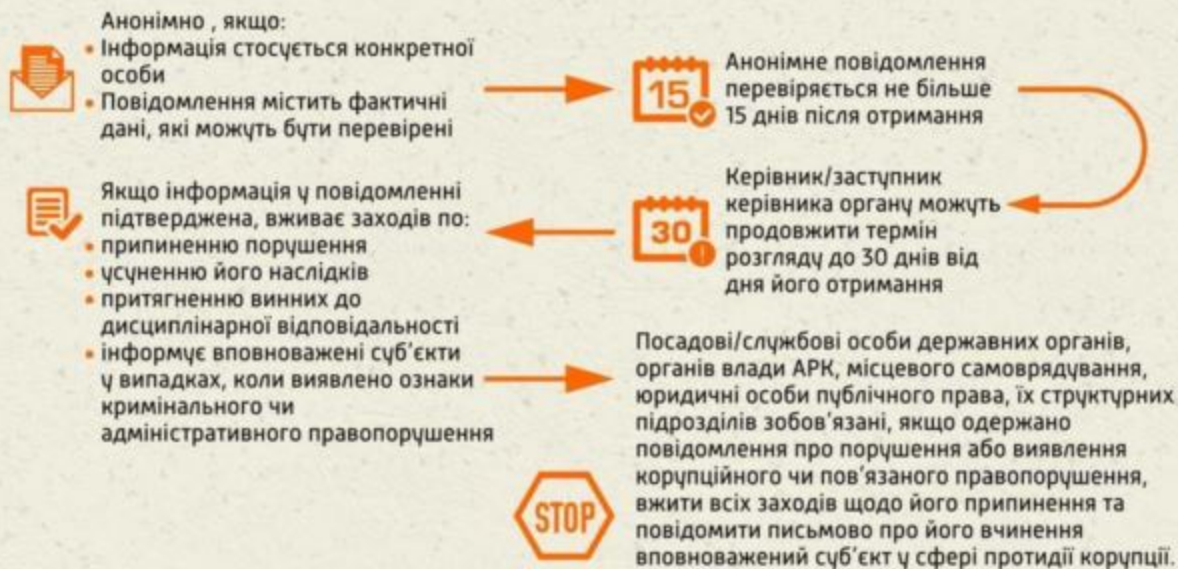 Анонімно , якщо:
• Інформація стосується конкретної
особи
• Повідомлення містить фактичні
дані, які можуть бути перевірені
15
Анонімне повідомлення
перевіряється не більше
15 днів після отримання
30
Керівник/заступник
керівника органу можуть
продовжити термін
розгляду до 30 днів від
дня його отримання
Якщо інформація у повідомленні
підтверджена, вживає заходів по:
• припиненню порушення
• усуненню його наслідків
• притягненню винних до
дисциплінарної відповідальності
• інформує вповноважені суб'єкти
у випадках, коли виявлено ознаки
кримінального чи
адміністративного правопорушення
STOP
Посадові/службові особи державних органів,
органів влади АРК, місцевого самоврядування,
юридичні особи публічного права, їх структурних
підрозділів зобов'язані, якщо одержано
повідомлення про порушення або виявлення
корупційного чи пов'язаного правопорушення,
вжити всіх заходів щодо його припинення та
повідомити письмово про його вчинення
вповноважений суб'єкт у сфері протидії корупції.